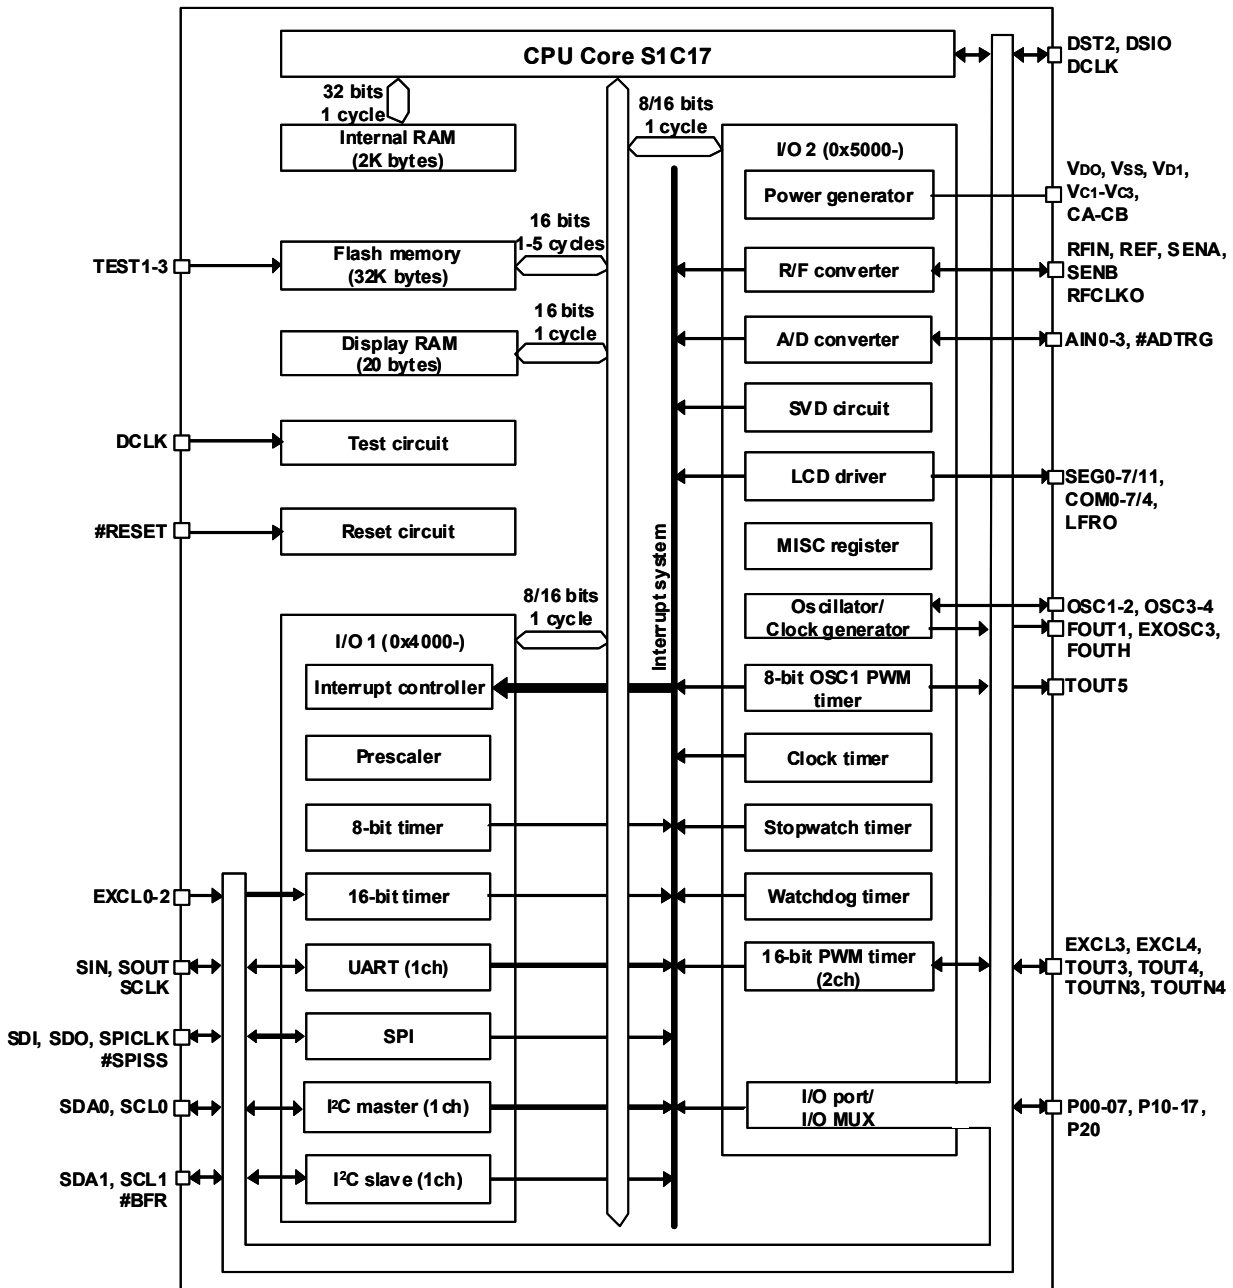 CPU Core S1C17
DST2, DSIO
DCLK
32 bits
1 cycle
8/16 bits
1 cycle
Internal RAM
(2K bytes)
I/O 2 (0x5000-)
Power generator
VDO, VSS, VD1,
VC1-VC3,
CA-CB
16 bits
1-5 cycles
TEST1-3
Flash memory
(32K bytes)
R/F converter
RFIN, REF, SENA,
SENB
RFCLKO
16 bits
1 cycle
Display RAM
(20 bytes)
A/D converter
AIN0-3, #ADTRG
SVD circuit
DCLK
Test circuit
LCD driver
SEG0-7/11,
COM0-7/4,
LFRO
#RESET
Reset circuit
MISC register
Interrupt system
8/16 bits
1 cycle
I/O 1 (0x4000-)
Oscillator/
Clock generator
OSC1-2, OSC3-4
FOUT1, EXOSC3,
FOUTH
Interrupt controller
8-bit OSC1 PWM
timer
TOUT5
Prescaler
Clock timer
8-bit timer
Stopwatch timer
EXCL0-2
16-bit timer
Watchdog timer
SIN, SOUT
SCLK
UART (1ch)
16-bit PWM timer
(2ch)
EXCL3, EXCL4,
TOUT3, TOUT4,
TOUTN3, TOUTN4
SDI, SDO, SPICLK
#SPISS
SPI
SDA0, SCL0
I²C master (1ch)
I/O port/
I/O MUX
P00-07, P10-17,
P20
SDA1, SCL1
#BFR
I²C slave (1ch)